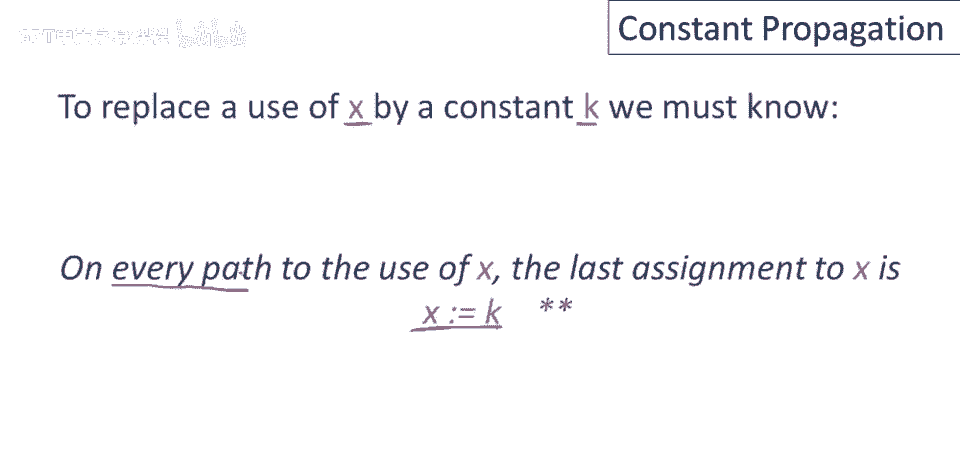 Constant Propagation
To replace a use of x by a constant k we must know:
On every path to the use of x, the last assignment to x is
x := k **